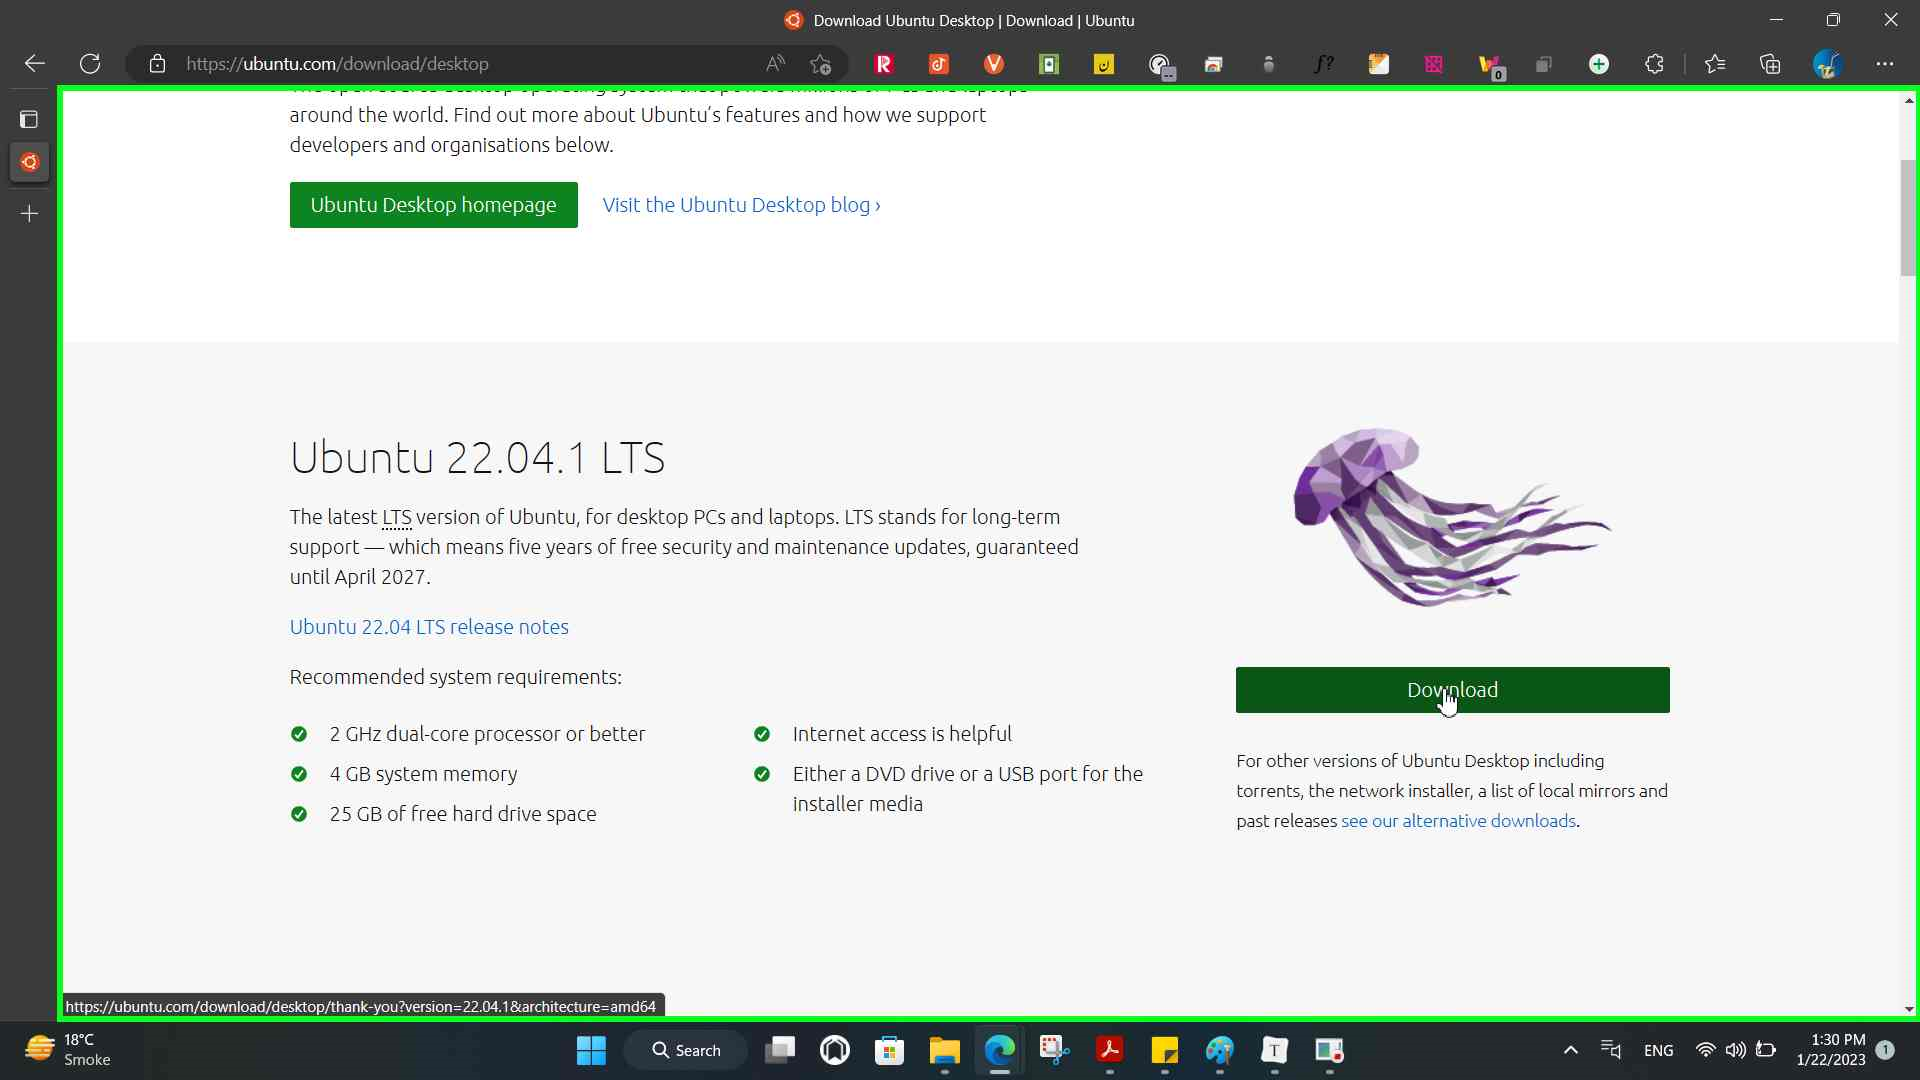 Download Ubuntu Desktop | Download | Ubuntu
https://ubuntu.com/download/desktop
around the world. Find out more about Ubuntu's features and how we support
developers and organisations below.
Ubuntu Desktop homepage
Visit the Ubuntu Desktop blog ›
Ubuntu 22.04.1 LTS
The latest LTS version of Ubuntu, for desktop PCs and laptops. LTS stands for long-term
support — which means five years of free security and maintenance updates, guaranteed
until April 2027.
Ubuntu 22.04 LTS release notes
Recommended system requirements:
2 GHz dual-core processor or better
4 GB system memory
25 GB of free hard drive space
Internet access is helpful
Either a DVD drive or a USB port for the
installer media
Download
For other versions of Ubuntu Desktop including
torrents, the network installer, a list of local mirrors and
past releases see our alternative downloads.
https://ubuntu.com/download/desktop/thank-you?version=22.04.1&architecture=amd64
18°C
Smoke
Search
ENG
1:30 PM
1/22/2023
1